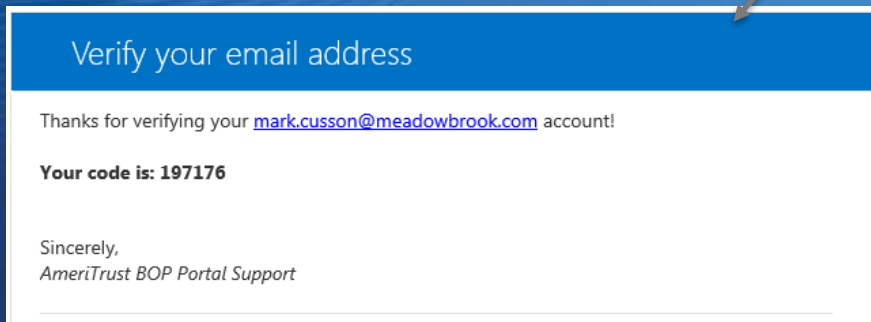 Verify your email address
Thanks for verifying your mark.cusson@meadowbrook.com account!
Your code is: 197176
Sincerely,
AmeriTrust BOP Portal Support